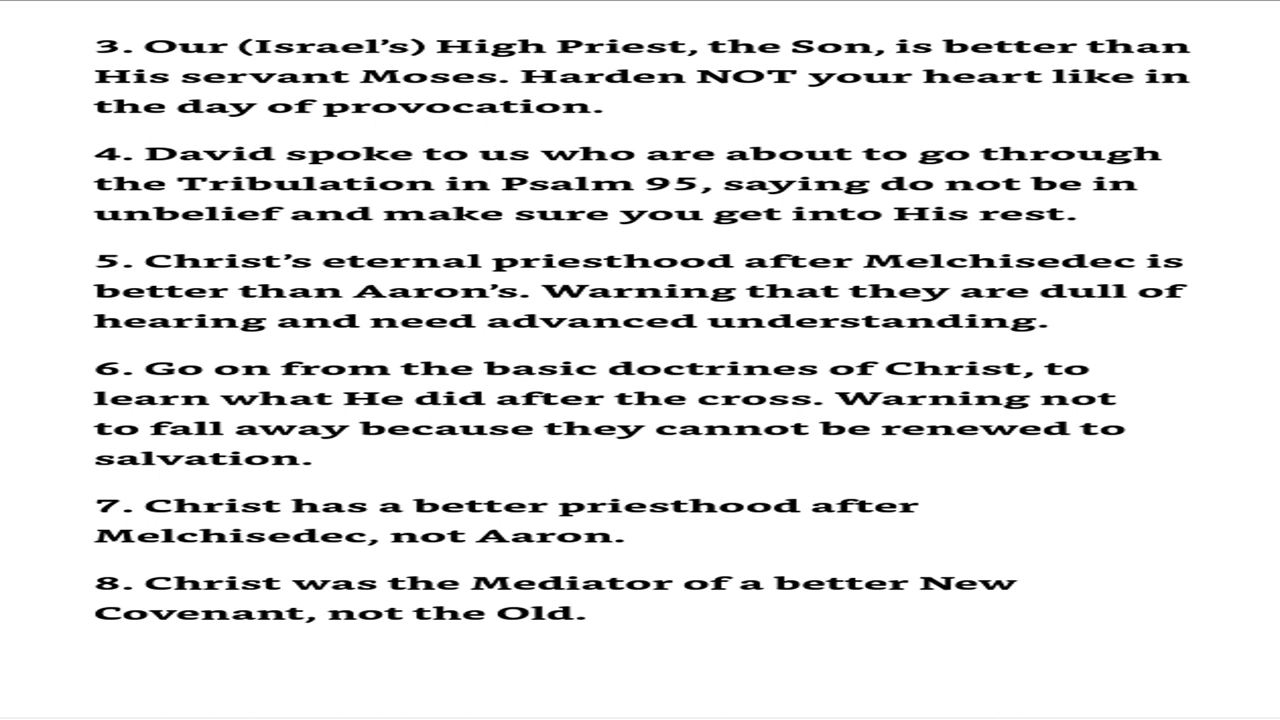 3. Our (Israel’s) High Priest, the Son, is better than
His servant Moses. Harden NOT your heart like in
the day of provocation.
4. David spoke to us who are about to go through
the Tribulation in Psalm 95, saying do not be in
unbelief and make sure you get into His rest.
5. Christ’s eternal priesthood after Melchisedec is
better than Aaron’s. Warning that they are dull of
hearing and need advanced understanding.
6. Go on from the basic doctrines of Christ, to
learn what He did after the cross. Warning not
to fall away because they cannot be renewed to
salvation.
7. Christ has a better priesthood after
Melchisedec, not Aaron.
8. Christ was the Mediator of a better New
Covenant, not the Old.